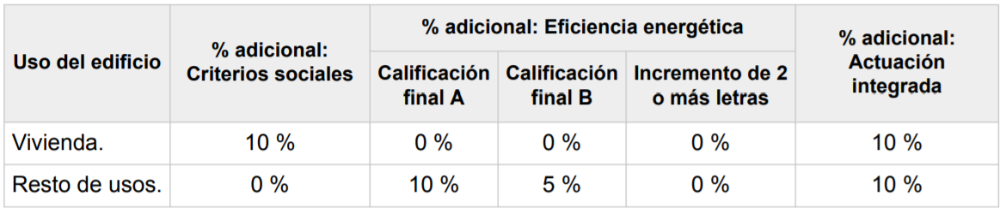 Uso del edificio
% adicional:
Criterios sociales
% adicional: Eficiencia energética
Calificación
final A
Calificación
final B
Incremento de 2
o más letras
% adicional:
Actuación
integrada
Vivienda. 10 % 0 % 0 % 0 % 10 %
Resto de usos. 0 % 10 % 5 % 0 % 10 %